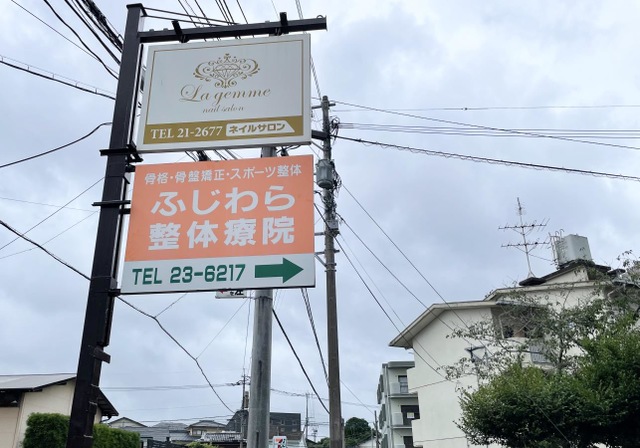 La gemme
nail salon
TEL 21-2677 ネイルサロン
骨格・骨盤矯正・スポーツ整体
ふじわら
整体療院
TEL 23-6217